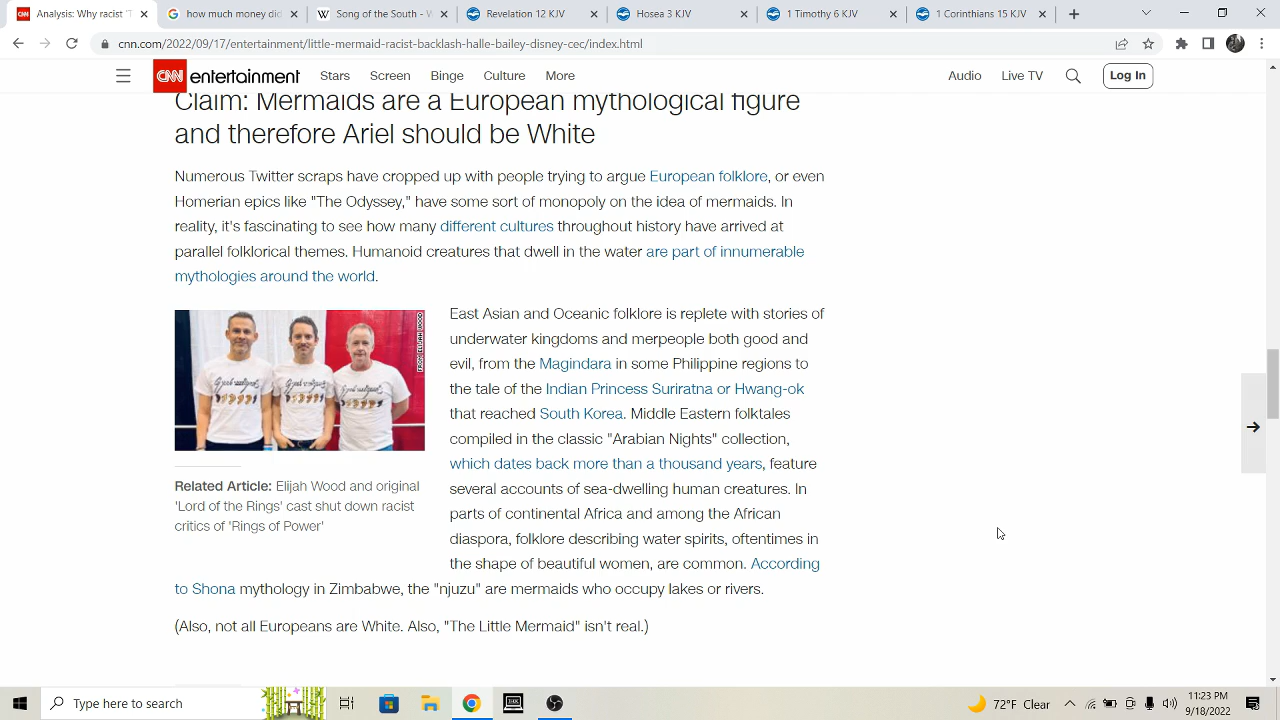 Analysis: Why racist 'T
how much money did
Song of the South - W
Revelation 12 KJV
Hosea 3 KJV
1 Timothy 6 KJV
1 Corinthians 15 KJV
cnn.com/2022/09/17/entertainment/little-mermaid-racist-backlash-halle-bailey-disney-cec/index.html
CNN entertainment Stars Screen Binge Culture More Audio Live TV Log In
Claim: Mermaids are a European mythological figure
and therefore Ariel should be White
Numerous Twitter scraps have cropped up with people trying to argue European folklore, or even
Homerian epics like "The Odyssey," have some sort of monopoly on the idea of mermaids. In
reality, it's fascinating to see how many different cultures throughout history have arrived at
parallel folklorical themes. Humanoid creatures that dwell in the water are part of innumerable
mythologies around the world.
FROM ELIJAH WOOD
Related Article: Elijah Wood and original
'Lord of the Rings' cast shut down racist
critics of 'Rings of Power'
East Asian and Oceanic folklore is replete with stories of
underwater kingdoms and merpeople both good and
evil, from the Magindara in some Philippine regions to
the tale of the Indian Princess Suriratna or Hwang-ok
that reached South Korea. Middle Eastern folktales
compiled in the classic "Arabian Nights" collection,
which dates back more than a thousand years, feature
several accounts of sea-dwelling human creatures. In
parts of continental Africa and among the African
diaspora, folklore describing water spirits, oftentimes in
the shape of beautiful women, are common. According
to Shona mythology in Zimbabwe, the "njuzu" are mermaids who occupy lakes or rivers.
(Also, not all Europeans are White. Also, "The Little Mermaid" isn't real.)
Type here to search
72°F Clear
11:23 PM
9/18/2022